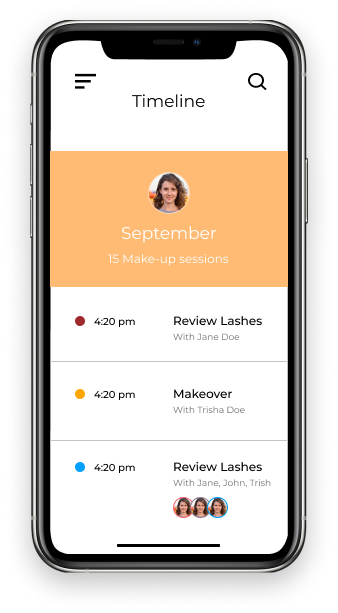 Timeline
September
15 Make-up sessions
4:20 pm
Review Lashes
With Jane Doe
4:20 pm
Makeover
With Trisha Doe
4:20 pm
Review Lashes
With Jane, John, Trish